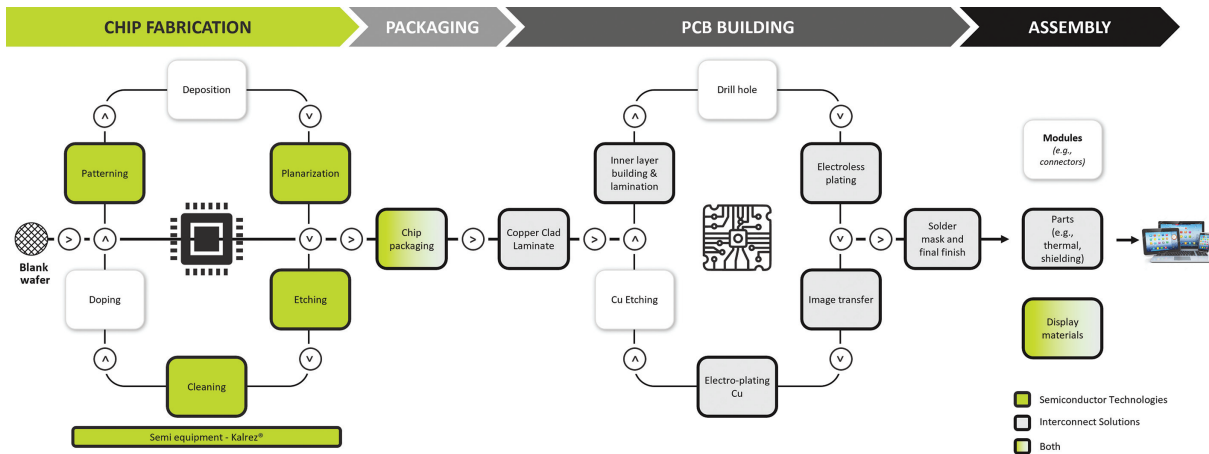 CHIP FABRICATION
PACKAGING
PCB BUILDING
ASSEMBLY
Deposition
Patterning
Planarization
Blank
wafer
Doping
Etching
Cleaning
Semi equipment - Kalrez®
Chip
packaging
Copper Clad
Laminate
Drill hole
Inner layer
building &
lamination
Electroless
plating
Cu Etching
Image transfer
Electro-plating
Cu
Solder
mask and
final finish
Modules
(e.g.,
connectors)
Parts
(e.g.,
thermal,
shielding)
Display
materials
Semiconductor Technologies
Interconnect Solutions
Both